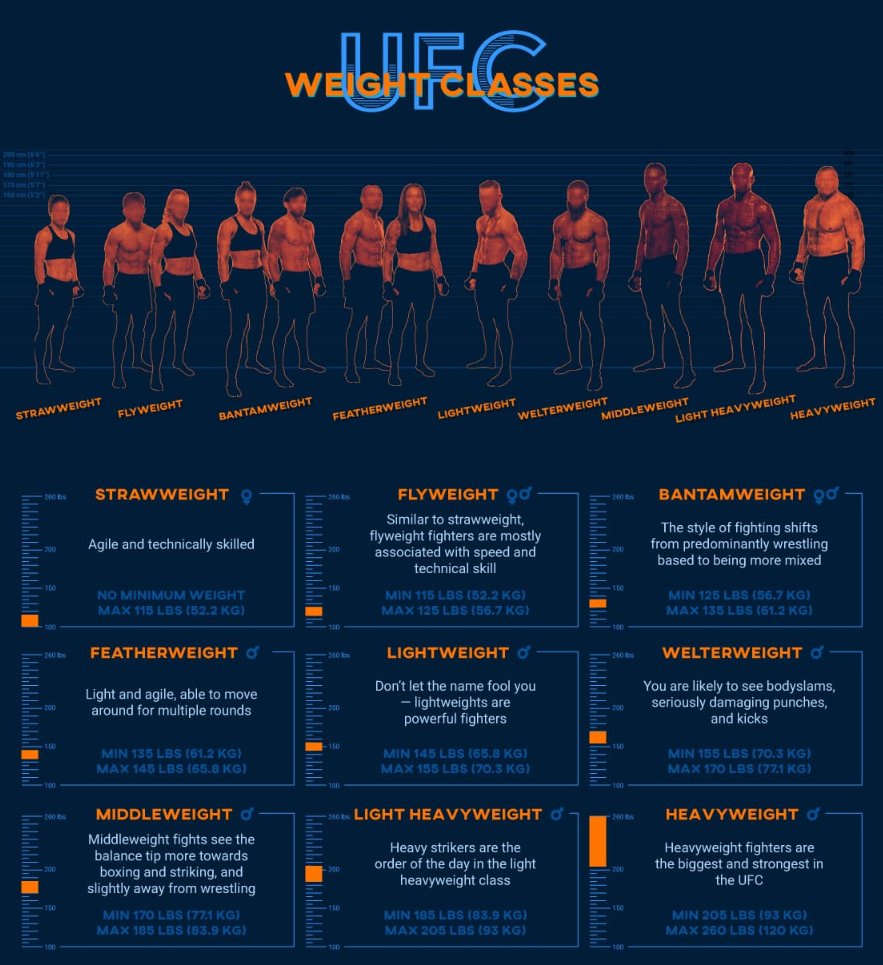 UFC
WEIGHT CLASSES
200 cm (6'6")
190 cm (6'3")
180 cm (5'11")
170 cm (5'7")
160 cm (5'3")
STRAWWEIGHT
FLYWEIGHT
BANTAMWEIGHT
FEATHERWEIGHT
LIGHTWEIGHT
WELTERWEIGHT
MIDDLEWEIGHT
LIGHT HEAVYWEIGHT
HEAVYWEIGHT
260 lbs
200
150
100
STRAWWEIGHT ♀
Agile and technically skilled
NO MINIMUM WEIGHT
MAX 115 LBS (52.2 KG)
260 lbs
200
150
100
FLYWEIGHT ♀♂
Similar to strawweight,
flyweight fighters are mostly
associated with speed and
technical skill
MIN 115 LBS (52.2 KG)
MAX 125 LBS (56.7 KG)
260 lbs
200
150
100
BANTAMWEIGHT ♀♂
The style of fighting shifts
from predominantly wrestling
based to being more mixed
MIN 125 LBS (56.7 KG)
MAX 135 LBS (61.2 KG)
260 lbs
200
150
100
FEATHERWEIGHT ♂
Light and agile, able to move
around for multiple rounds
MIN 135 LBS (61.2 KG)
MAX 145 LBS (65.8 KG)
260 lbs
200
150
100
LIGHTWEIGHT ♂
Don't let the name fool you
— lightweights are
powerful fighters
MIN 145 LBS (65.8 KG)
MAX 155 LBS (70.3 KG)
260 lbs
200
150
100
WELTERWEIGHT ♂
You are likely to see bodyslams,
seriously damaging punches,
and kicks
MIN 155 LBS (70.3 KG)
MAX 170 LBS (77.1 KG)
260 lbs
200
150
100
MIDDLEWEIGHT ♂
Middleweight fights see the
balance tip more towards
boxing and striking, and
slightly away from wrestling
MIN 170 LBS (77.1 KG)
MAX 185 LBS (83.9 KG)
260 lbs
200
150
100
LIGHT HEAVYWEIGHT ♂
Heavy strikers are the
order of the day in the light
heavyweight class
MIN 185 LBS (83.9 KG)
MAX 205 LBS (93 KG)
260 lbs
200
150
100
HEAVYWEIGHT ♂
Heavyweight fighters are
the biggest and strongest in
the UFC
MIN 205 LBS (93 KG)
MAX 260 LBS (120 KG)